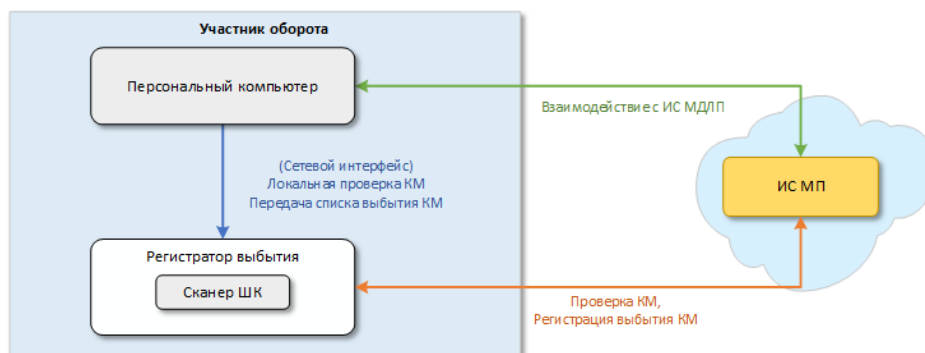 Участник оборота
Персональный компьютер
Взаимодействие с ИС МДЛП
(Сетевой интерфейс)
Локальная проверка КМ
Передача списка выбытия КМ
ИС МП
Регистратор выбытия
Сканер ШК
Проверка КМ,
Регистрация выбытия КМ